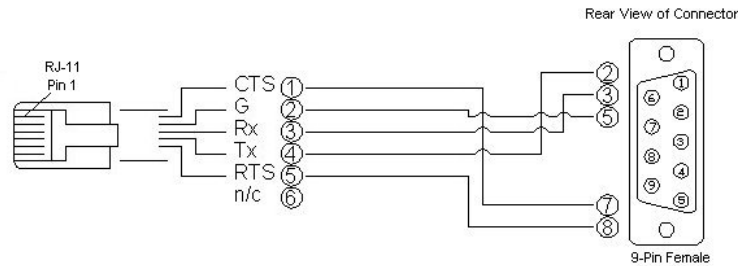 Rear View of Connector
RJ-11
Pin 1
CTS 1
G 2
Rx 3
Tx 4
RTS 5
n/c 6
2
3
5
7
8
1
6
2
7
3
8
4
9
5
9-Pin Female